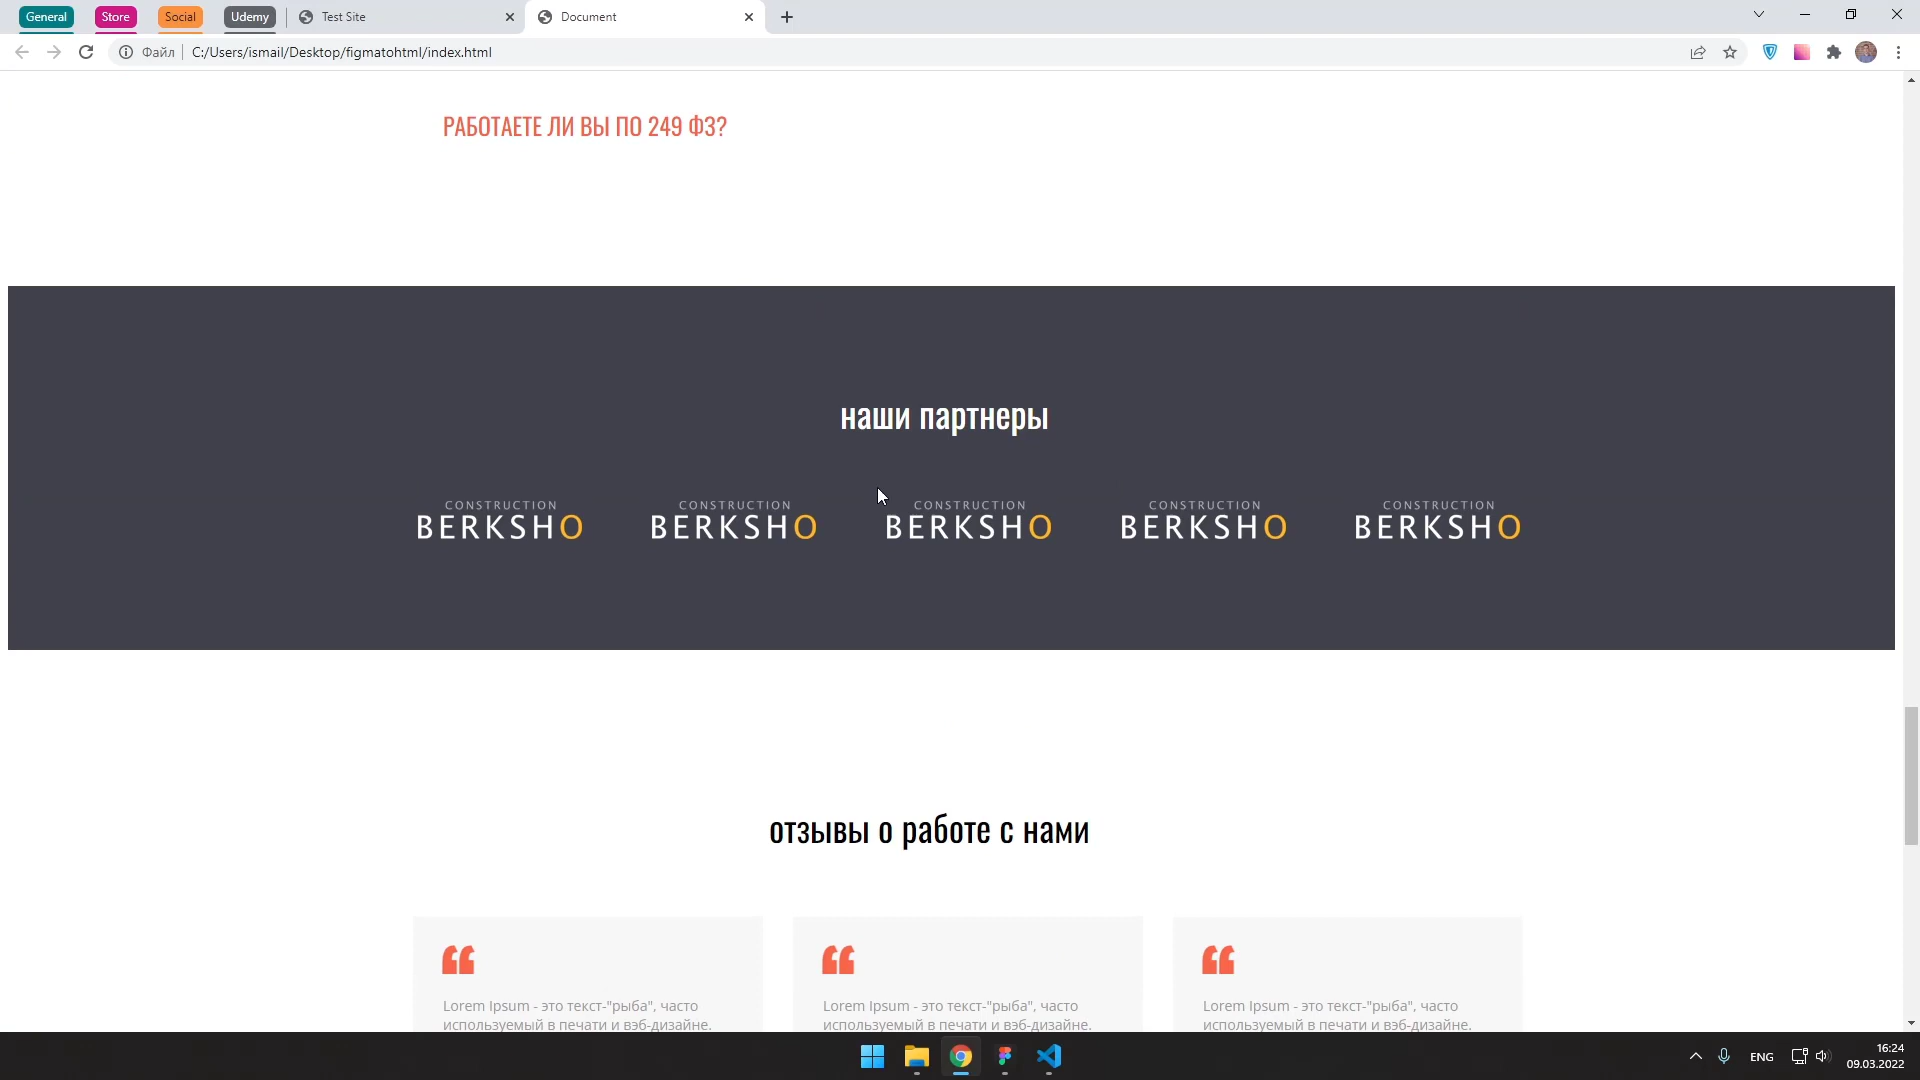 General
Store
Social
Udemy
Test Site
Document
Файл
C:/Users/ismail/Desktop/figmatohtml/index.html
РАБОТАЕТЕ ЛИ ВЫ ПО 249 ФЗ?
наши партнеры
CONSTRUCTION
BERKSHO
CONSTRUCTION
BERKSHO
CONSTRUCTION
BERKSHO
CONSTRUCTION
BERKSHO
CONSTRUCTION
BERKSHO
отзывы о работе с нами
Lorem Ipsum - это текст-"рыба", часто
используемый в печати и вэб-дизайне.
Lorem Ipsum - это текст-"рыба", часто
используемый в печати и вэб-дизайне.
Lorem Ipsum - это текст-"рыба", часто
используемый в печати и вэб-дизайне.
ENG
16:24
09.03.2022